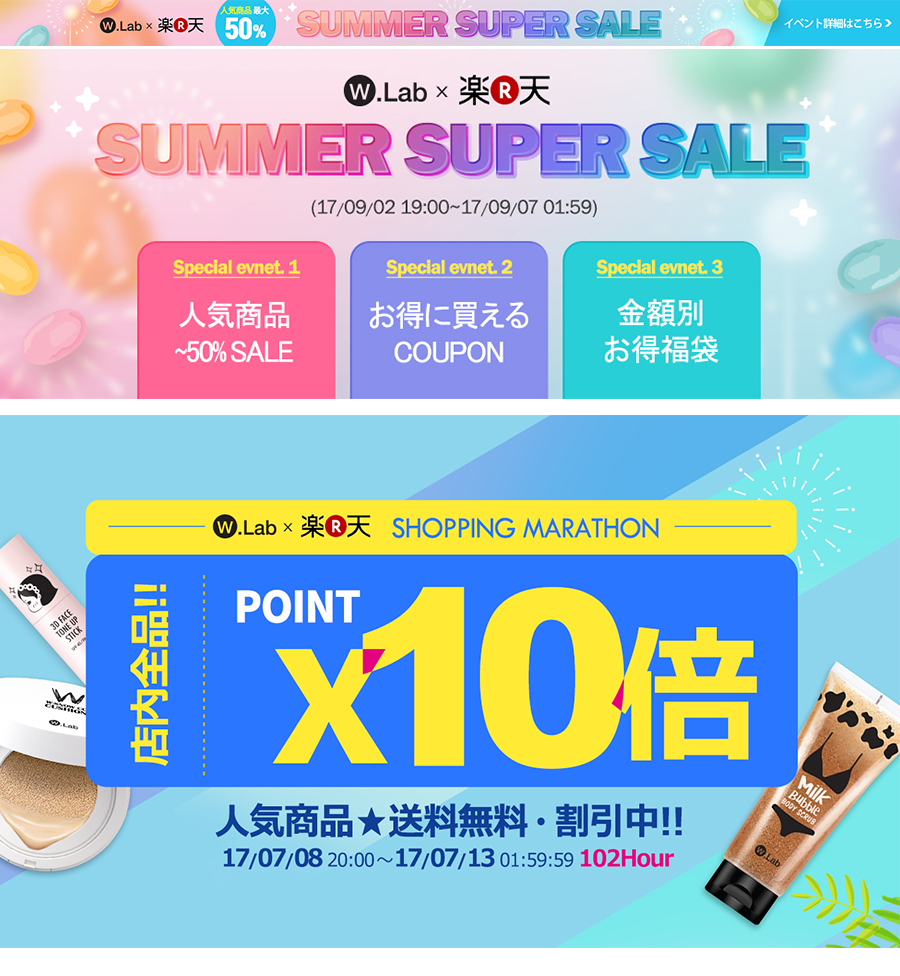 W.Lab × 楽R天
人気商品 最大
50%
SUMMER SUPER SALE
イベント詳細はこちら
W.Lab × 楽R天
SUMMER SUPER SALE
(17/09/02 19:00~17/09/07 01:59)
Special evnet. 1
人気商品
~50% SALE
Special evnet. 2
お得に買える
COUPON
Special evnet. 3
金額別
お得福袋
W.Lab × 楽R天 SHOPPING MARATHON
店内全品!!
POINT
x10倍
3D FACE
TONE UP
STICK
W.Lab
Milk
Bubble
BODY SCRUB
W.Lab
人気商品★送料無料・割引中!!
17/07/08 20:00～17/07/13 01:59:59 102Hour